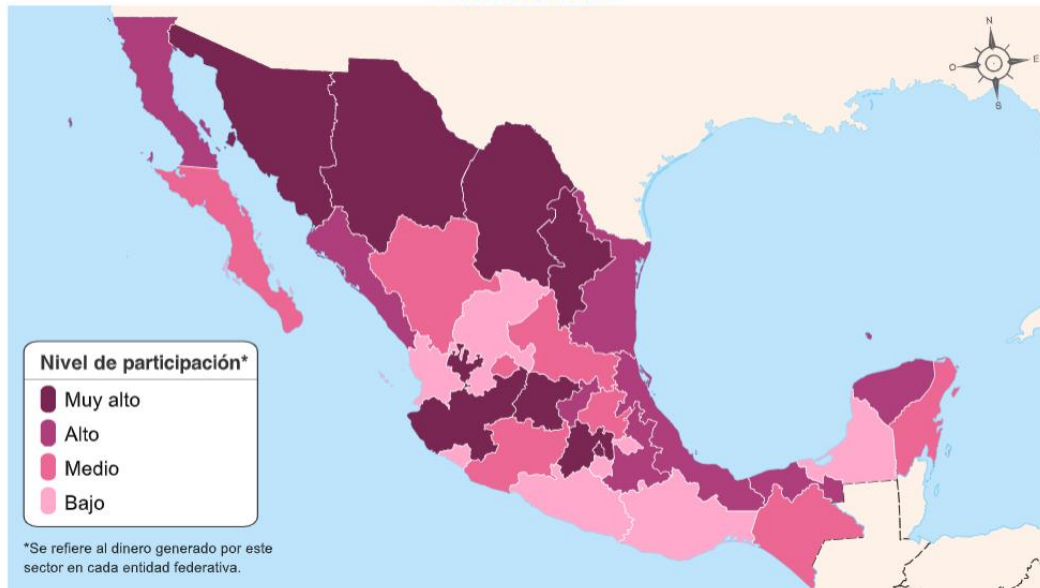 N
O
E
S
Nivel de participación*
Muy alto
Alto
Medio
Bajo
*Se refiere al dinero generado por este
sector en cada entidad federativa.